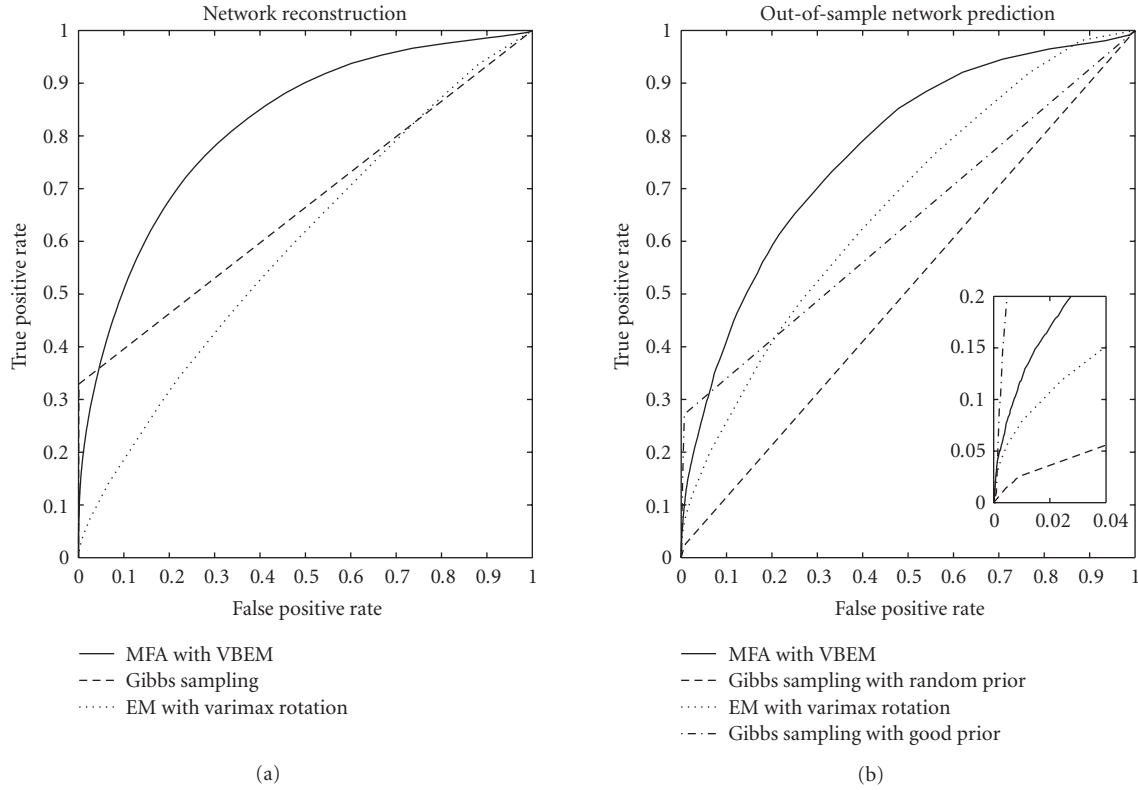 Network reconstruction
1
0.9
0.8
0.7
0.6
0.5
0.4
0.3
0.2
0.1
0
True positive rate
0 0.1 0.2 0.3 0.4 0.5 0.6 0.7 0.8 0.9 1
False positive rate
MFA with VBEM
Gibbs sampling
EM with varimax rotation
(a)
Out-of-sample network prediction
1
0.9
0.8
0.7
0.6
0.5
0.4
0.3
0.2
0.1
0
True positive rate
0.2
0.15
0.1
0.05
0
0 0.02 0.04
0 0.1 0.2 0.3 0.4 0.5 0.6 0.7 0.8 0.9 1
False positive rate
MFA with VBEM
Gibbs sampling with random prior
EM with varimax rotation
Gibbs sampling with good prior
(b)